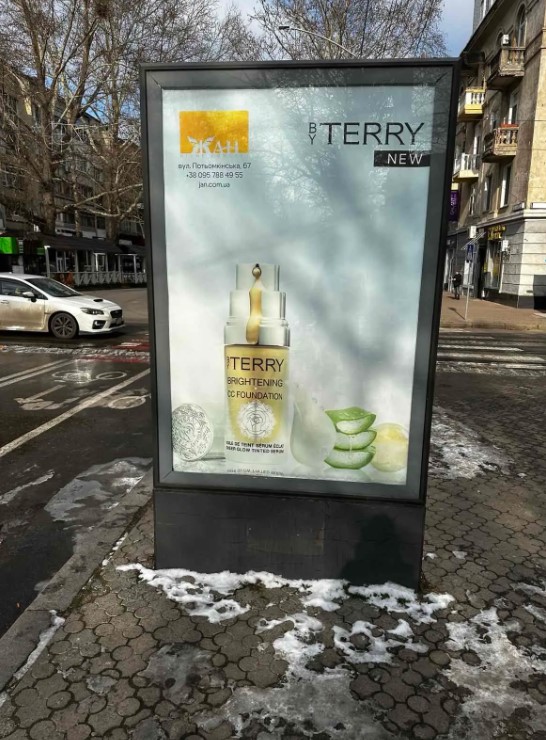 ЖАН
вул. Потьомкінська, 67
+38 095 788 49 55
jan.com.ua
BY TERRY
NEW
BY TERRY
BRIGHTENING
CC FOUNDATION